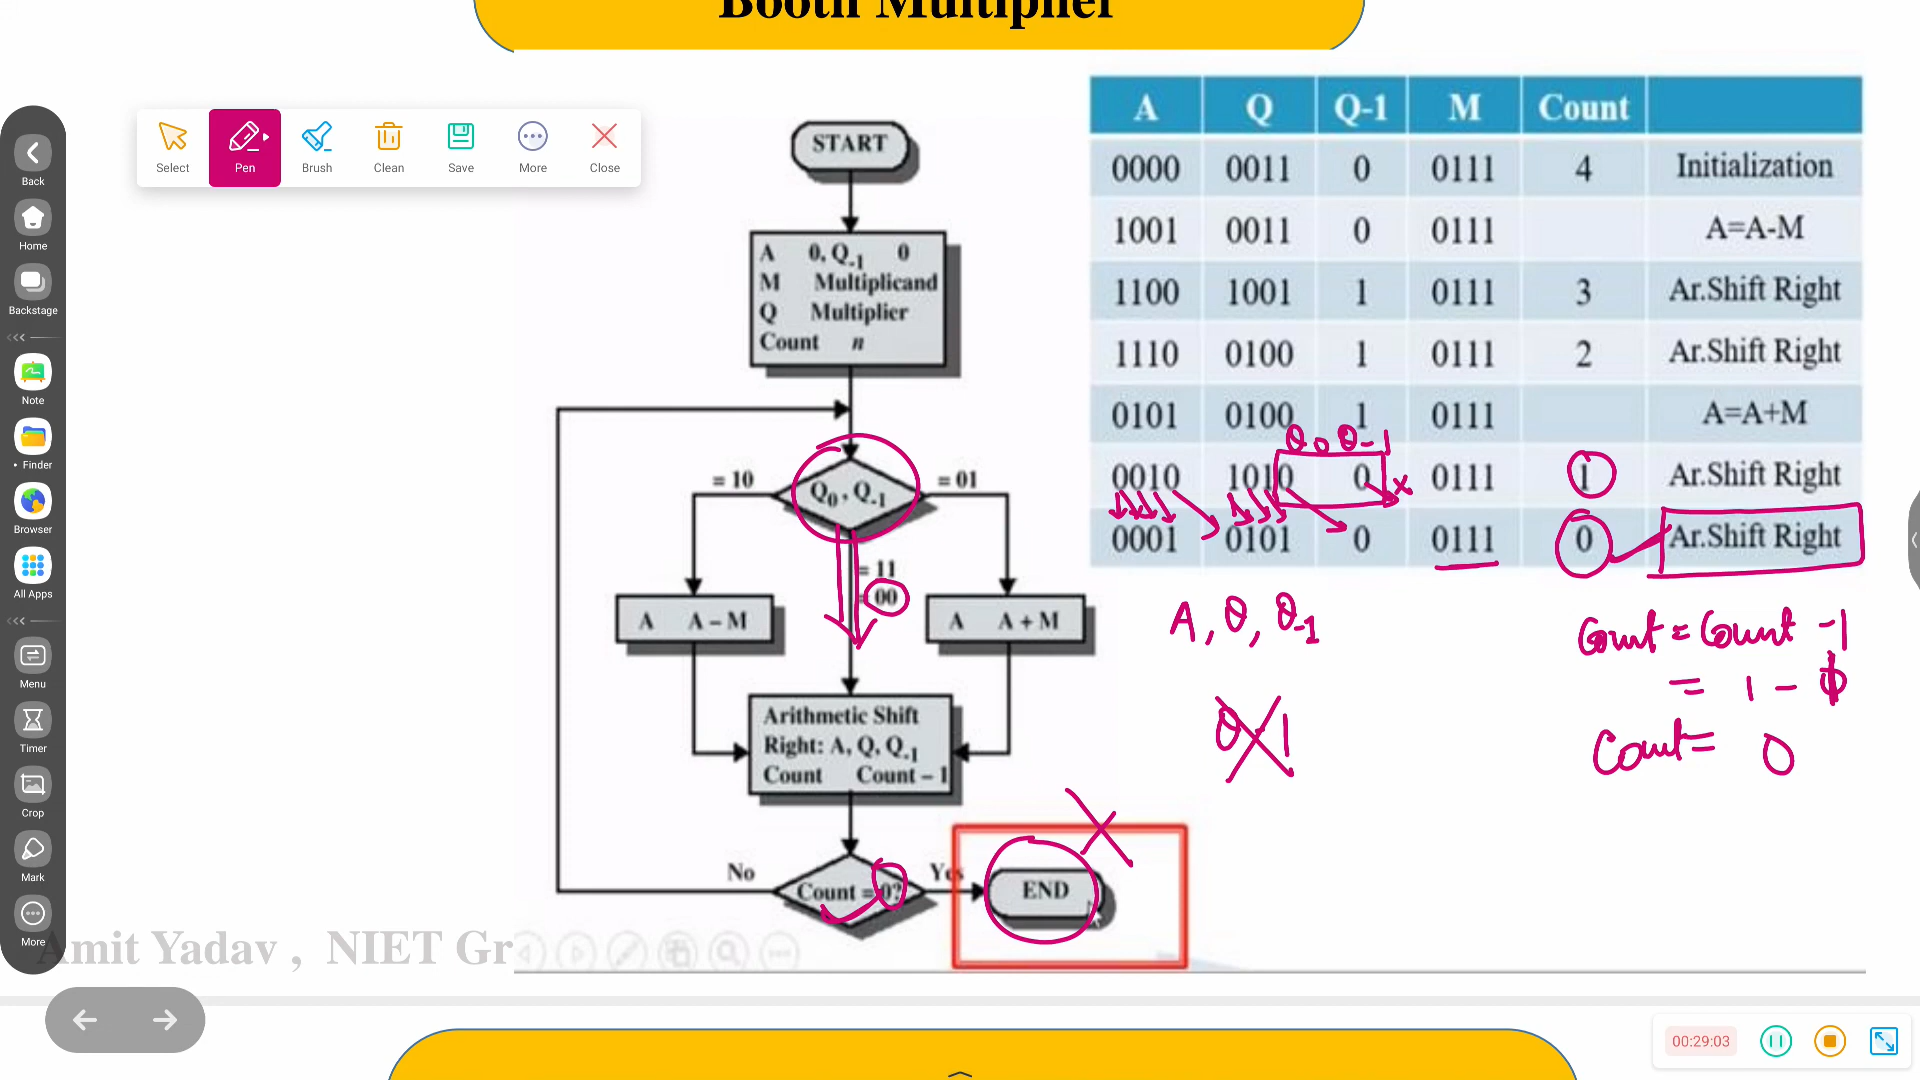 Booth Multiplier
Select
Pen
Brush
Clean
Save
More
Close
Back
Home
Backstage
Note
• Finder
Browser
All Apps
Menu
Timer
Crop
Mark
More
START
A 0, Q-1 0
M Multiplicand
Q Multiplier
Count n
= 10
Q0, Q-1
= 01
= 11
= 00
A A – M
A A + M
Arithmetic Shift
Right: A, Q, Q-1
Count Count – 1
No
Count = 0?
Yes
END
A Q Q-1 M Count
0000 0011 0 0111 4 Initialization
1001 0011 0 0111 A=A-M
1100 1001 1 0111 3 Ar.Shift Right
1110 0100 1 0111 2 Ar.Shift Right
0101 0100 1 0111 A=A+M
Q0 Q-1
0010 1010 0 x 0111 1 Ar.Shift Right
0001 0101 0 0111 0 Ar.Shift Right
A, Q, Q-1
Count = Count -1
= 1 - 1
Count = 0
Amit Yadav , NIET Gr
00:29:03